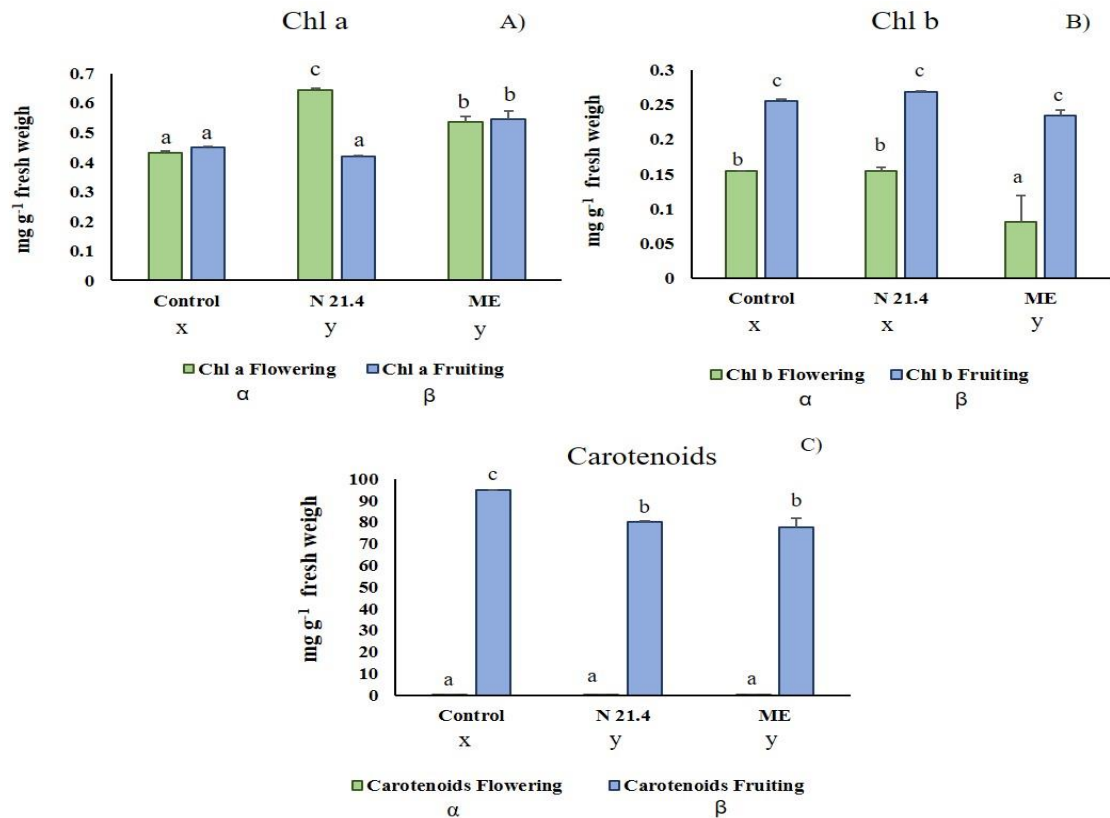 Chl a
A)
mg g-1 fresh weigh
0.7
0.6
0.5
0.4
0.3
0.2
0.1
0
a a
c a
b b
Control N 21.4 ME
x y y
Chl a Flowering Chl a Fruiting
α β
Chl b
B)
mg g-1 fresh weigh
0.3
0.25
0.2
0.15
0.1
0.05
0
b c
b c
a c
Control N 21.4 ME
x x y
Chl b Flowering Chl b Fruiting
α β
Carotenoids
C)
mg g-1 fresh weigh
100
90
80
70
60
50
40
30
20
10
0
a c
a b
a b
Control N 21.4 ME
x y y
Carotenoids Flowering Carotenoids Fruiting
α β